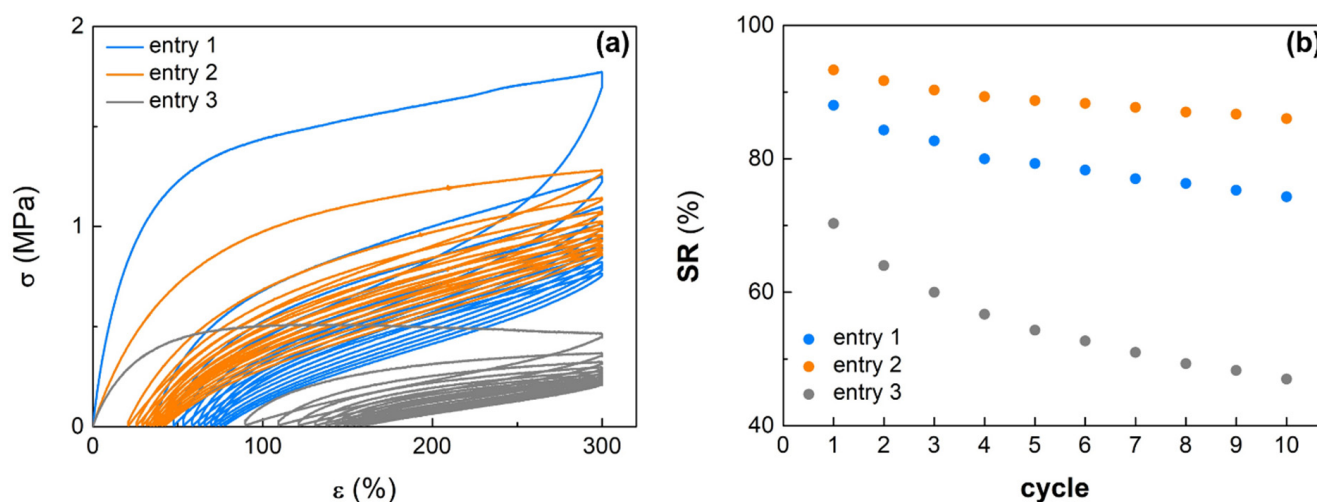 (a)
entry 1
entry 2
entry 3
2
1
0
σ (MPa)
0
100
200
300
ε (%)
(b)
100
80
60
40
SR (%)
entry 1
entry 2
entry 3
0
1
2
3
4
5
6
7
8
9
10
cycle